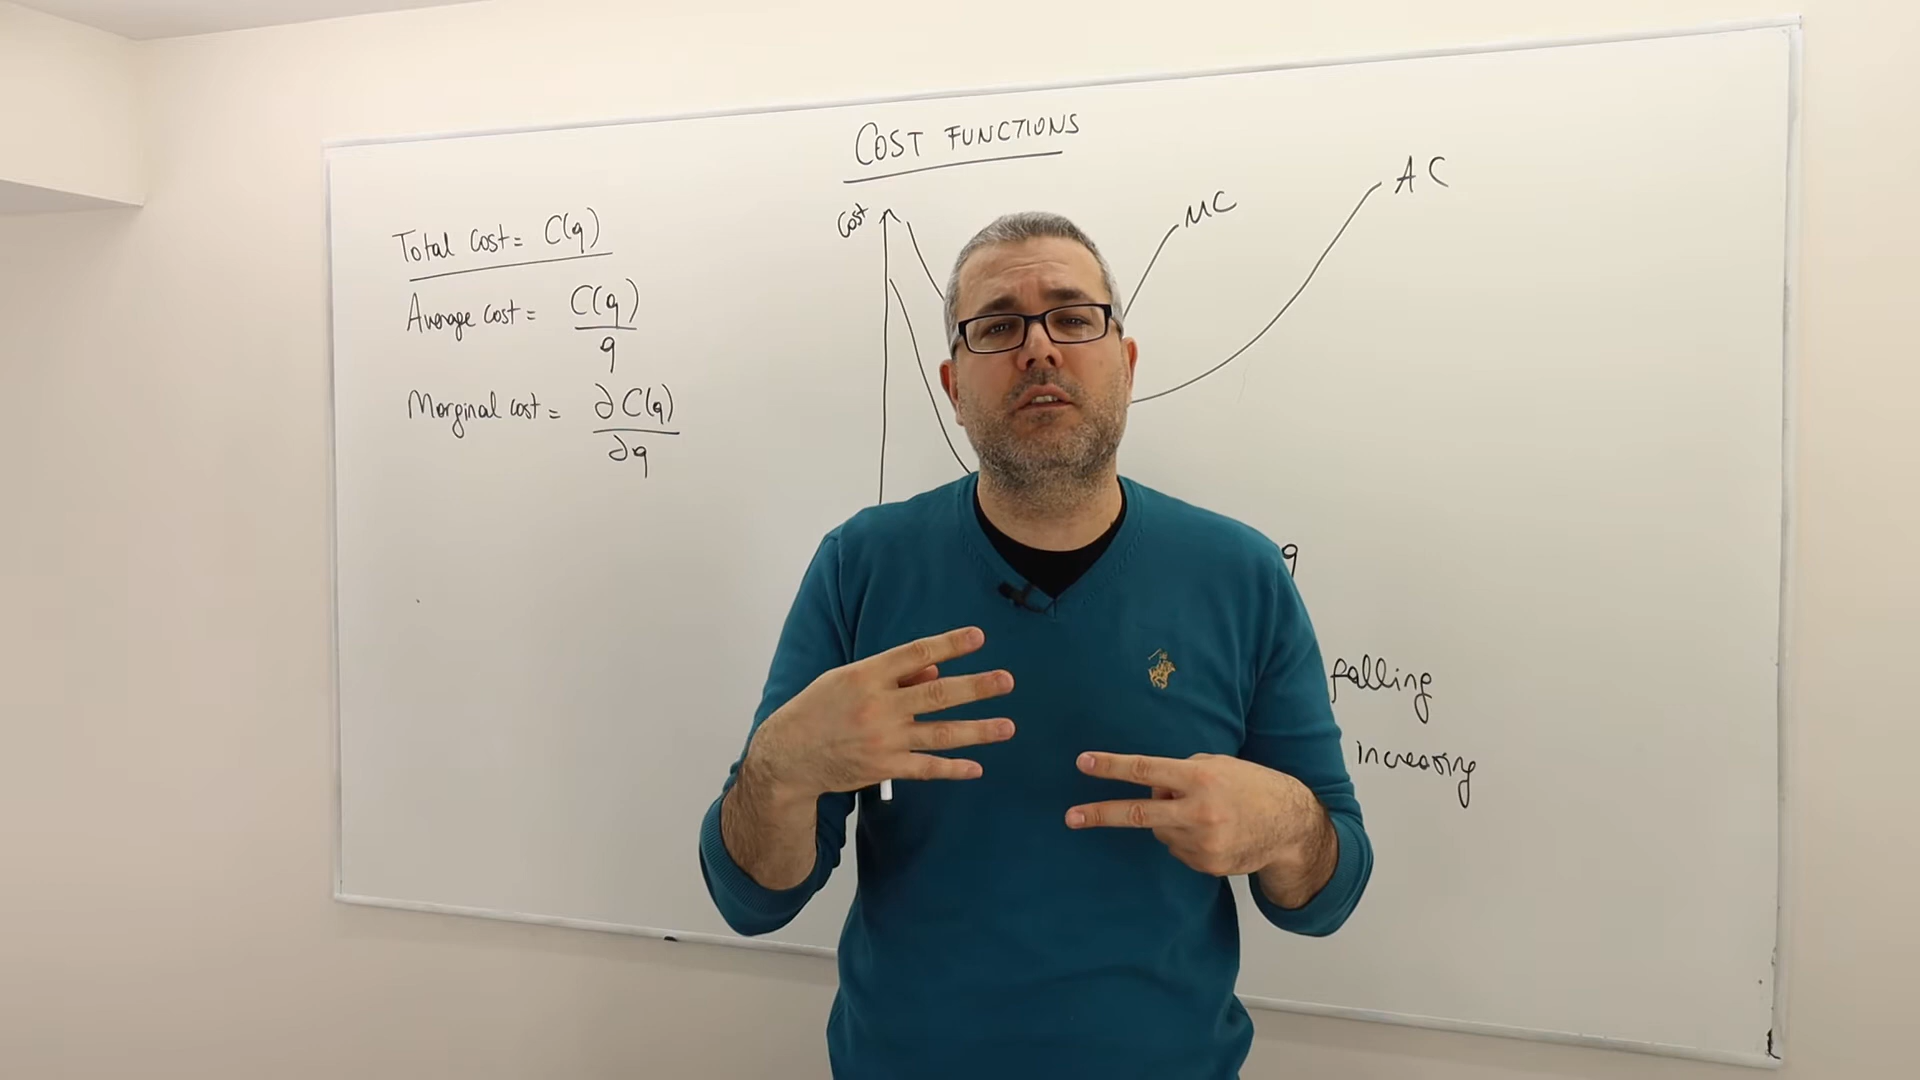 COST FUNCTIONS
Total cost = C(q)
Average cost = C(q)
q
Marginal cost = ∂C(q)
∂q
Cost
MC
AC
q
falling
increasing